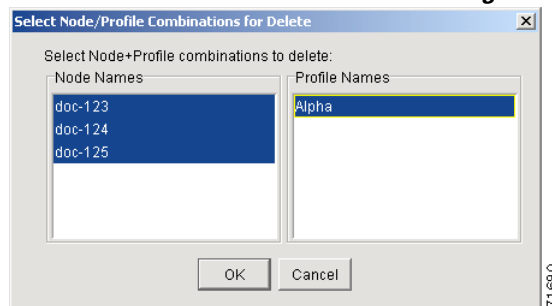 Select Node/Profile Combinations for Delete
Select Node+Profile combinations to delete:
Node Names
Profile Names
doc-123
doc-124
doc-125
Alpha
OK
Cancel